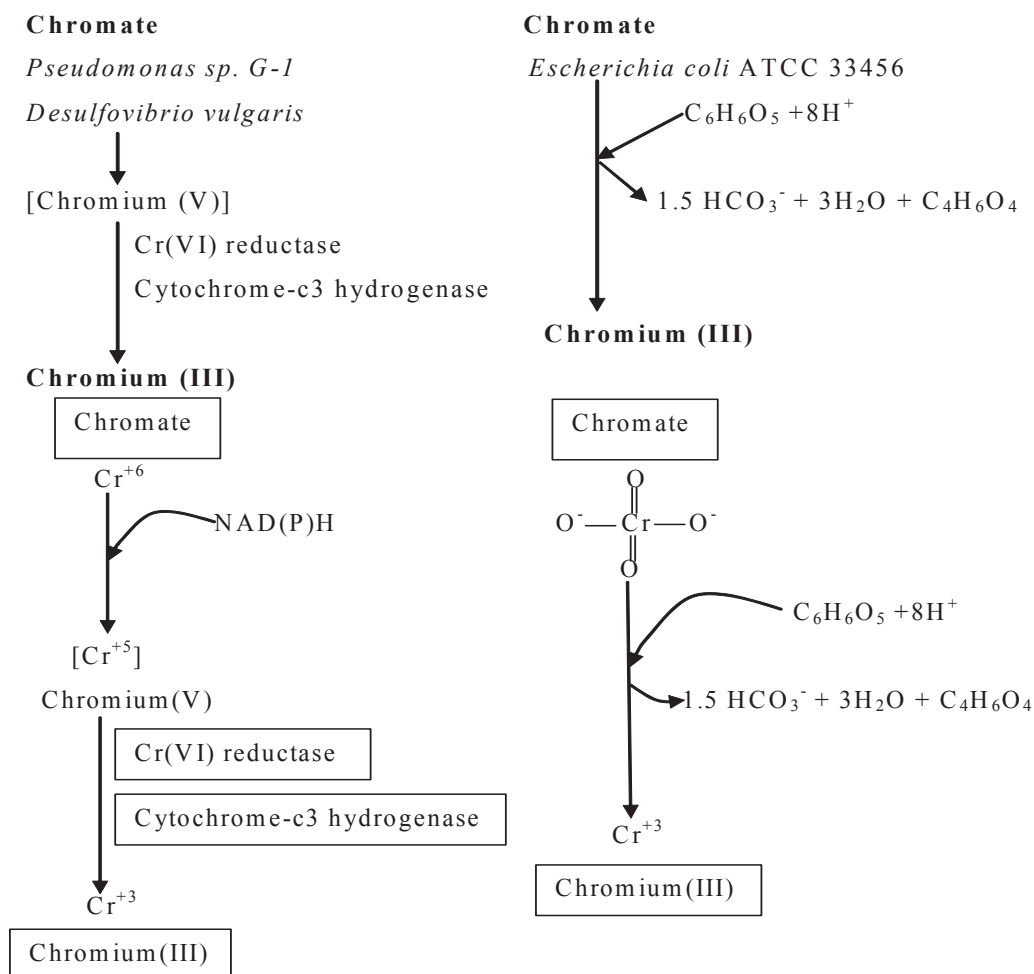 Chromate
Pseudomonas sp. G-1
Desulfovibrio vulgaris
[Chromium (V)]
Cr(VI) reductase
Cytochrome-c3 hydrogenase
Chromium (III)
Chromate
Cr⁺⁶
NAD(P)H
[Cr⁺⁵]
Chromium(V)
Cr(VI) reductase
Cytochrome-c3 hydrogenase
Cr⁺³
Chromium(III)
Chromate
Escherichia coli ATCC 33456
C₆H₆O₅ +8H⁺
1.5 HCO₃⁻ + 3H₂O + C₄H₆O₄
Chromium (III)
Chromate
O
O⁻—Cr—O⁻
O
C₆H₆O₅ +8H⁺
1.5 HCO₃⁻ + 3H₂O + C₄H₆O₄
Cr⁺³
Chromium(III)